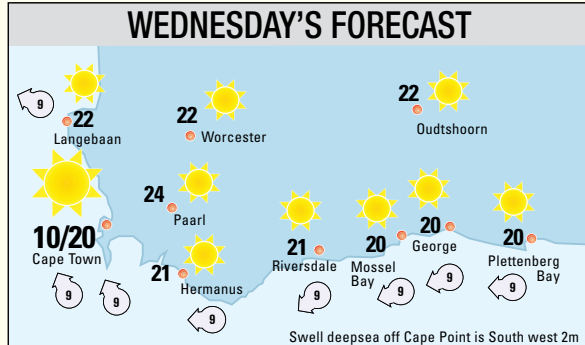 WEDNESDAY'S FORECAST
9
22
Langebaan
22
Worcester
22
Oudtshoorn
10/20
Cape Town
24
Paarl
21
Hermanus
21
Riversdale
20
Mossel
Bay
20
George
20
Plettenberg
Bay
9
9
9
9
9
9
9
Swell deepsea off Cape Point is South west 2m